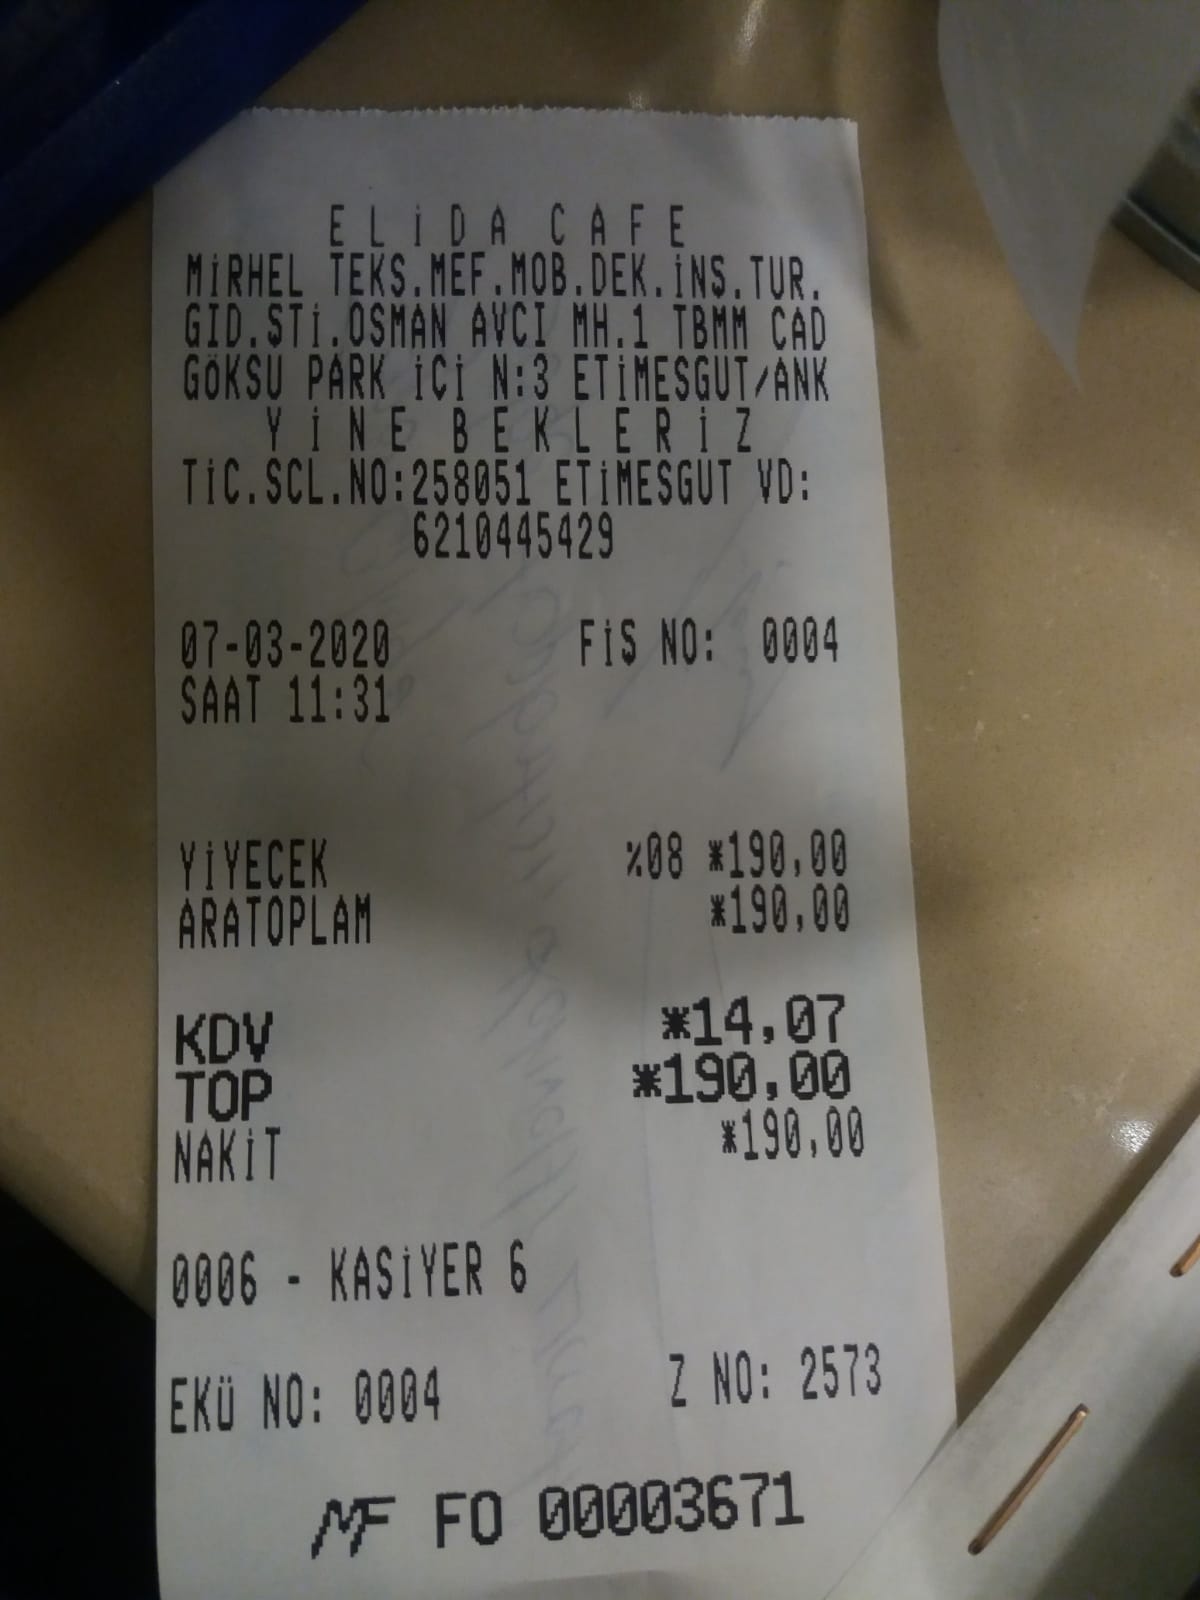 ELİDA CAFE
MİRHEL TEKS.MEF.MOB.DEK.İNS.TUR.
GID.ŞTİ.OSMAN AVCI MH.1 TBMM CAD
GÖKSU PARK İÇİ N:3 ETİMESGUT/ANK
YİNE BEKLERİZ
TİC.SCL.NO:258051 ETİMESGUT VD:
6210445429
07-03-2020 FİŞ NO: 0004
SAAT 11:31
YİYECEK %08 *190,00
ARATOPLAM *190,00
KDV *14,07
TOP *190,00
NAKİT *190,00
0006 - KASİYER 6
EKÜ NO: 0004 Z NO: 2573
MF FO 00003671